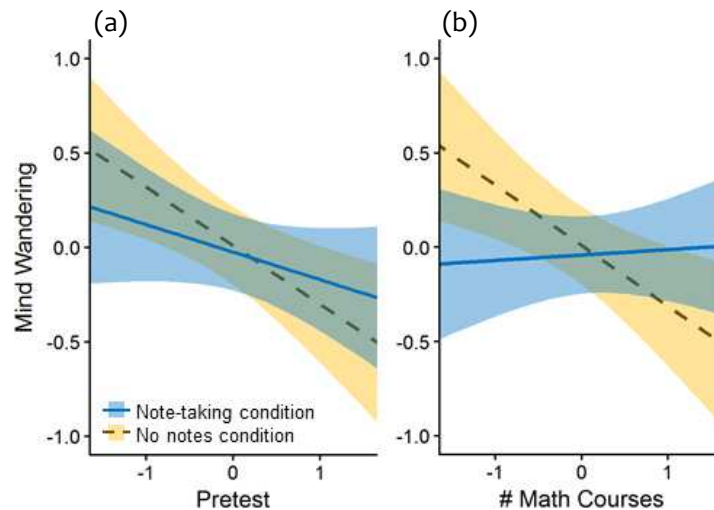 (a)
(b)
Mind Wandering
1.0
0.5
0.0
-0.5
-1.0
Note-taking condition
No notes condition
-1
0
1
Pretest
1.0
0.5
0.0
-0.5
-1.0
-1
0
1
# Math Courses